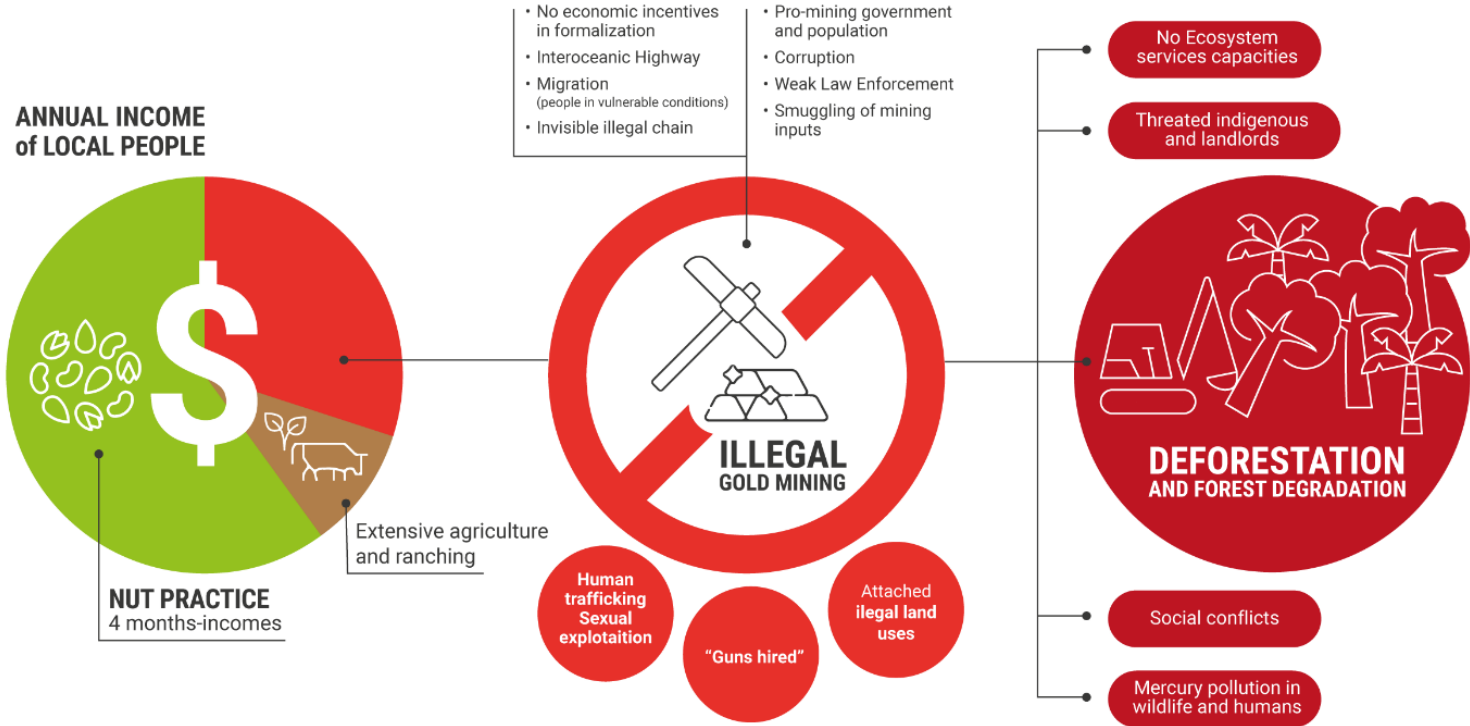 • No economic incentives
in formalization
• Interoceanic Highway
• Migration
(people in vulnerable conditions)
• Invisible illegal chain
• Pro-mining government
and population
• Corruption
• Weak Law Enforcement
• Smuggling of mining
inputs
ANNUAL INCOME
of LOCAL PEOPLE
$
Extensive agriculture
and ranching
NUT PRACTICE
4 months-incomes
ILLEGAL
GOLD MINING
Human
trafficking
Sexual
explotaition
“Guns hired”
Attached
ilegal land
uses
No Ecosystem
services capacities
Threated indigenous
and landlords
DEFORESTATION
AND FOREST DEGRADATION
Social conflicts
Mercury pollution in
wildlife and humans